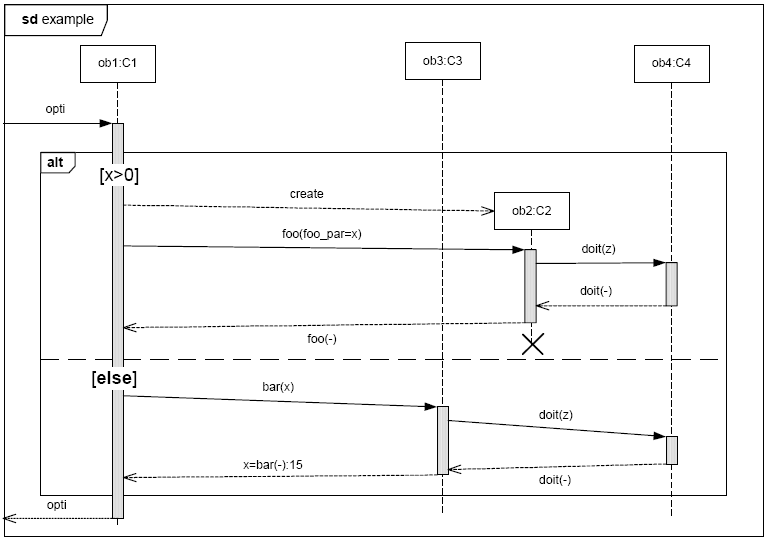 sd example
ob1:C1
ob3:C3
ob4:C4
opti
alt
[x>0]
create
ob2:C2
foo(foo_par=x)
doit(z)
doit(-)
foo(-)
[else]
bar(x)
doit(z)
x=bar(-):15
doit(-)
opti